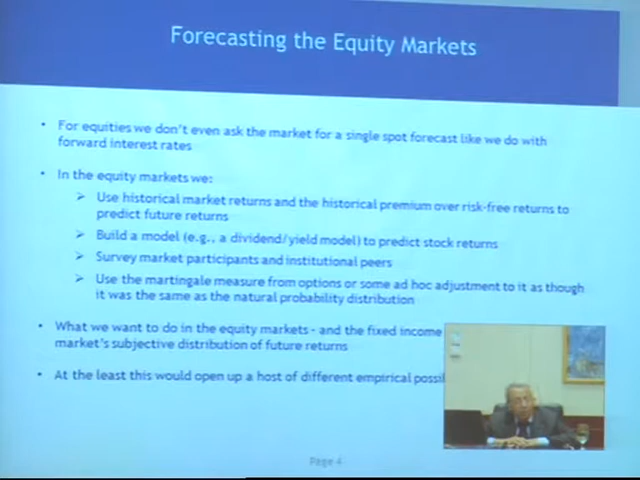 Forecasting the Equity Markets
• For equities we don't even ask the market for a single spot forecast like we do with
forward interest rates
• In the equity markets we:
➢ Use historical market returns and the historical premium over risk-free returns to
predict future returns
➢ Build a model (e.g., a dividend/yield model) to predict stock returns
➢ Survey market participants and institutional peers
➢ Use the martingale measure from options or some ad hoc adjustment to it as though
it was the same as the natural probability distribution
• What we want to do in the equity markets - and the fixed income
market's subjective distribution of future returns
• At the least this would open up a host of different empirical possi
Page 4